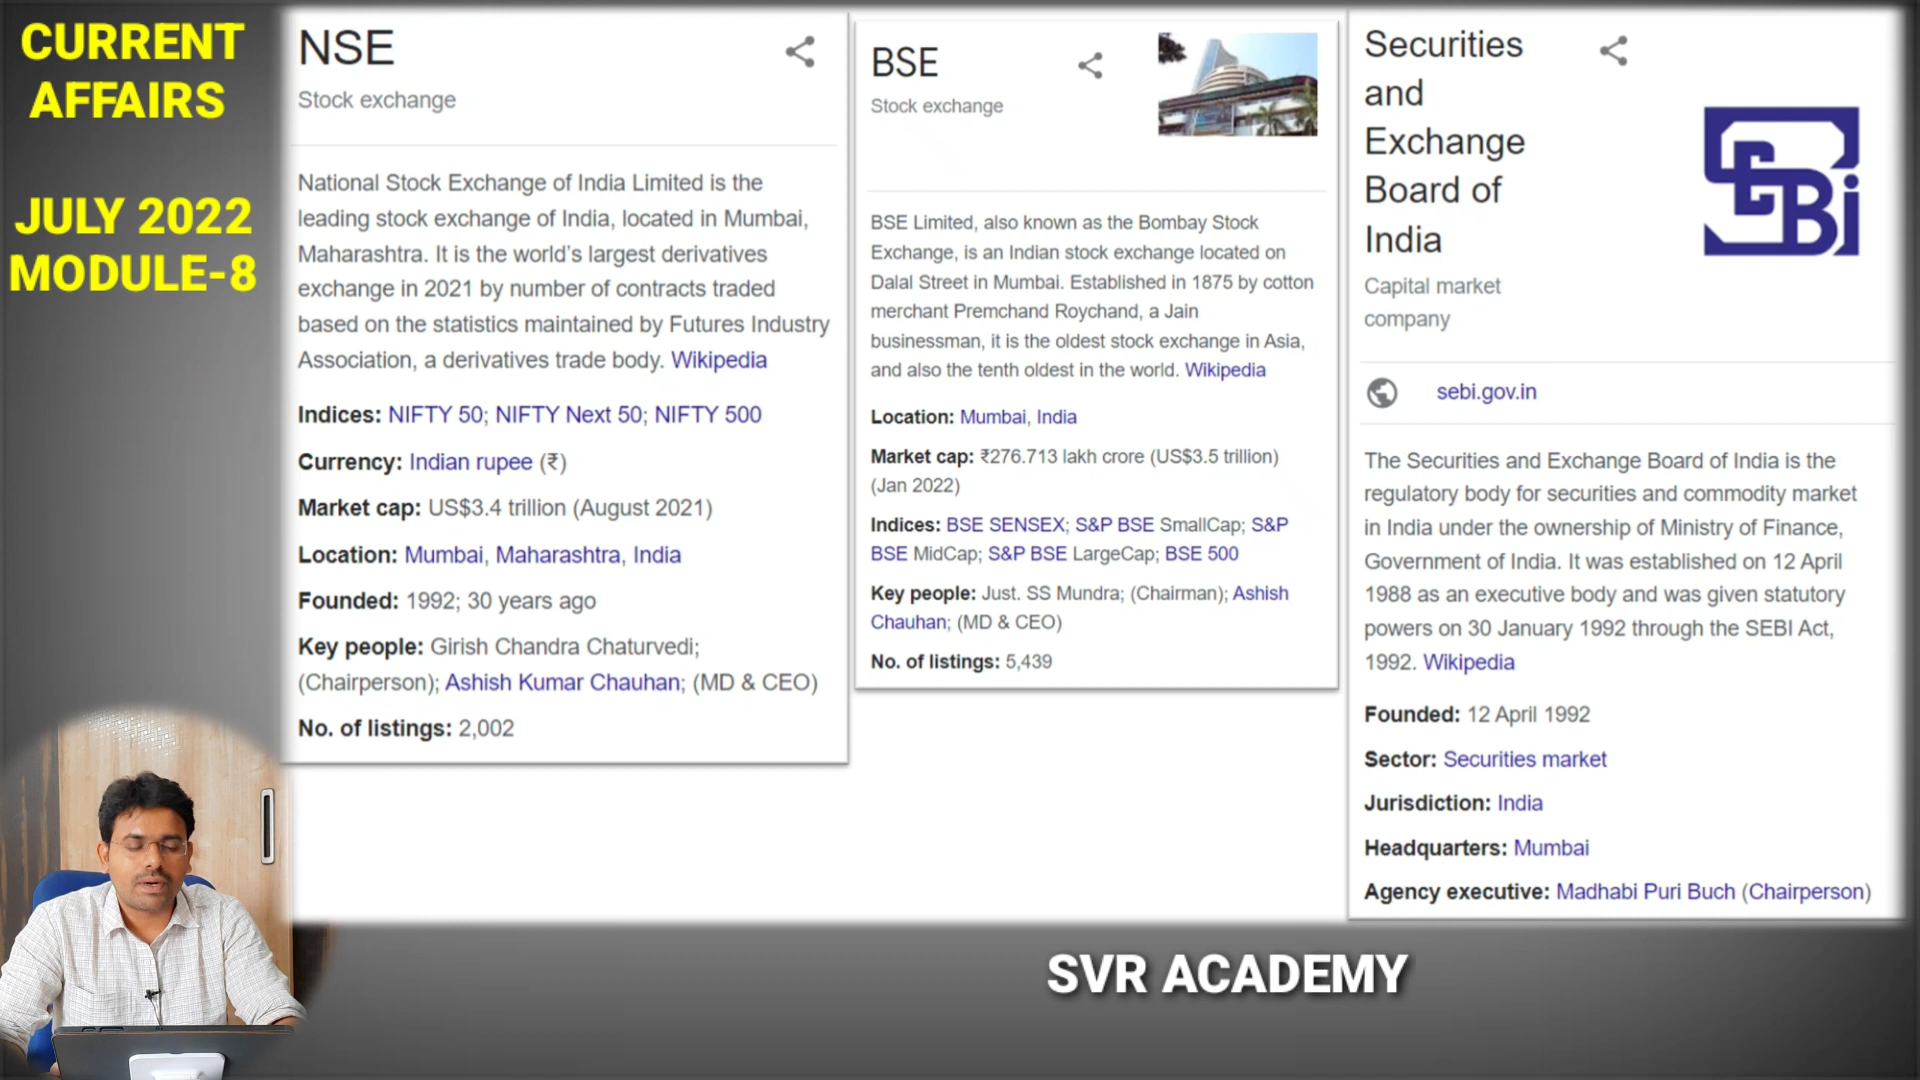 CURRENT
AFFAIRS
JULY 2022
MODULE-8
NSE
Stock exchange
National Stock Exchange of India Limited is the
leading stock exchange of India, located in Mumbai,
Maharashtra. It is the world’s largest derivatives
exchange in 2021 by number of contracts traded
based on the statistics maintained by Futures Industry
Association, a derivatives trade body. Wikipedia
Indices: NIFTY 50; NIFTY Next 50; NIFTY 500
Currency: Indian rupee (₹)
Market cap: US$3.4 trillion (August 2021)
Location: Mumbai, Maharashtra, India
Founded: 1992; 30 years ago
Key people: Girish Chandra Chaturvedi;
(Chairperson); Ashish Kumar Chauhan; (MD & CEO)
No. of listings: 2,002
BSE
Stock exchange
BSE Limited, also known as the Bombay Stock
Exchange, is an Indian stock exchange located on
Dalal Street in Mumbai. Established in 1875 by cotton
merchant Premchand Roychand, a Jain
businessman, it is the oldest stock exchange in Asia,
and also the tenth oldest in the world. Wikipedia
Location: Mumbai, India
Market cap: ₹276.713 lakh crore (US$3.5 trillion)
(Jan 2022)
Indices: BSE SENSEX; S&P BSE SmallCap; S&P
BSE MidCap; S&P BSE LargeCap; BSE 500
Key people: Just. SS Mundra; (Chairman); Ashish
Chauhan; (MD & CEO)
No. of listings: 5,439
Securities
and
Exchange
Board of
India
SEBi
Capital market
company
sebi.gov.in
The Securities and Exchange Board of India is the
regulatory body for securities and commodity market
in India under the ownership of Ministry of Finance,
Government of India. It was established on 12 April
1988 as an executive body and was given statutory
powers on 30 January 1992 through the SEBI Act,
1992. Wikipedia
Founded: 12 April 1992
Sector: Securities market
Jurisdiction: India
Headquarters: Mumbai
Agency executive: Madhabi Puri Buch (Chairperson)
SVR ACADEMY